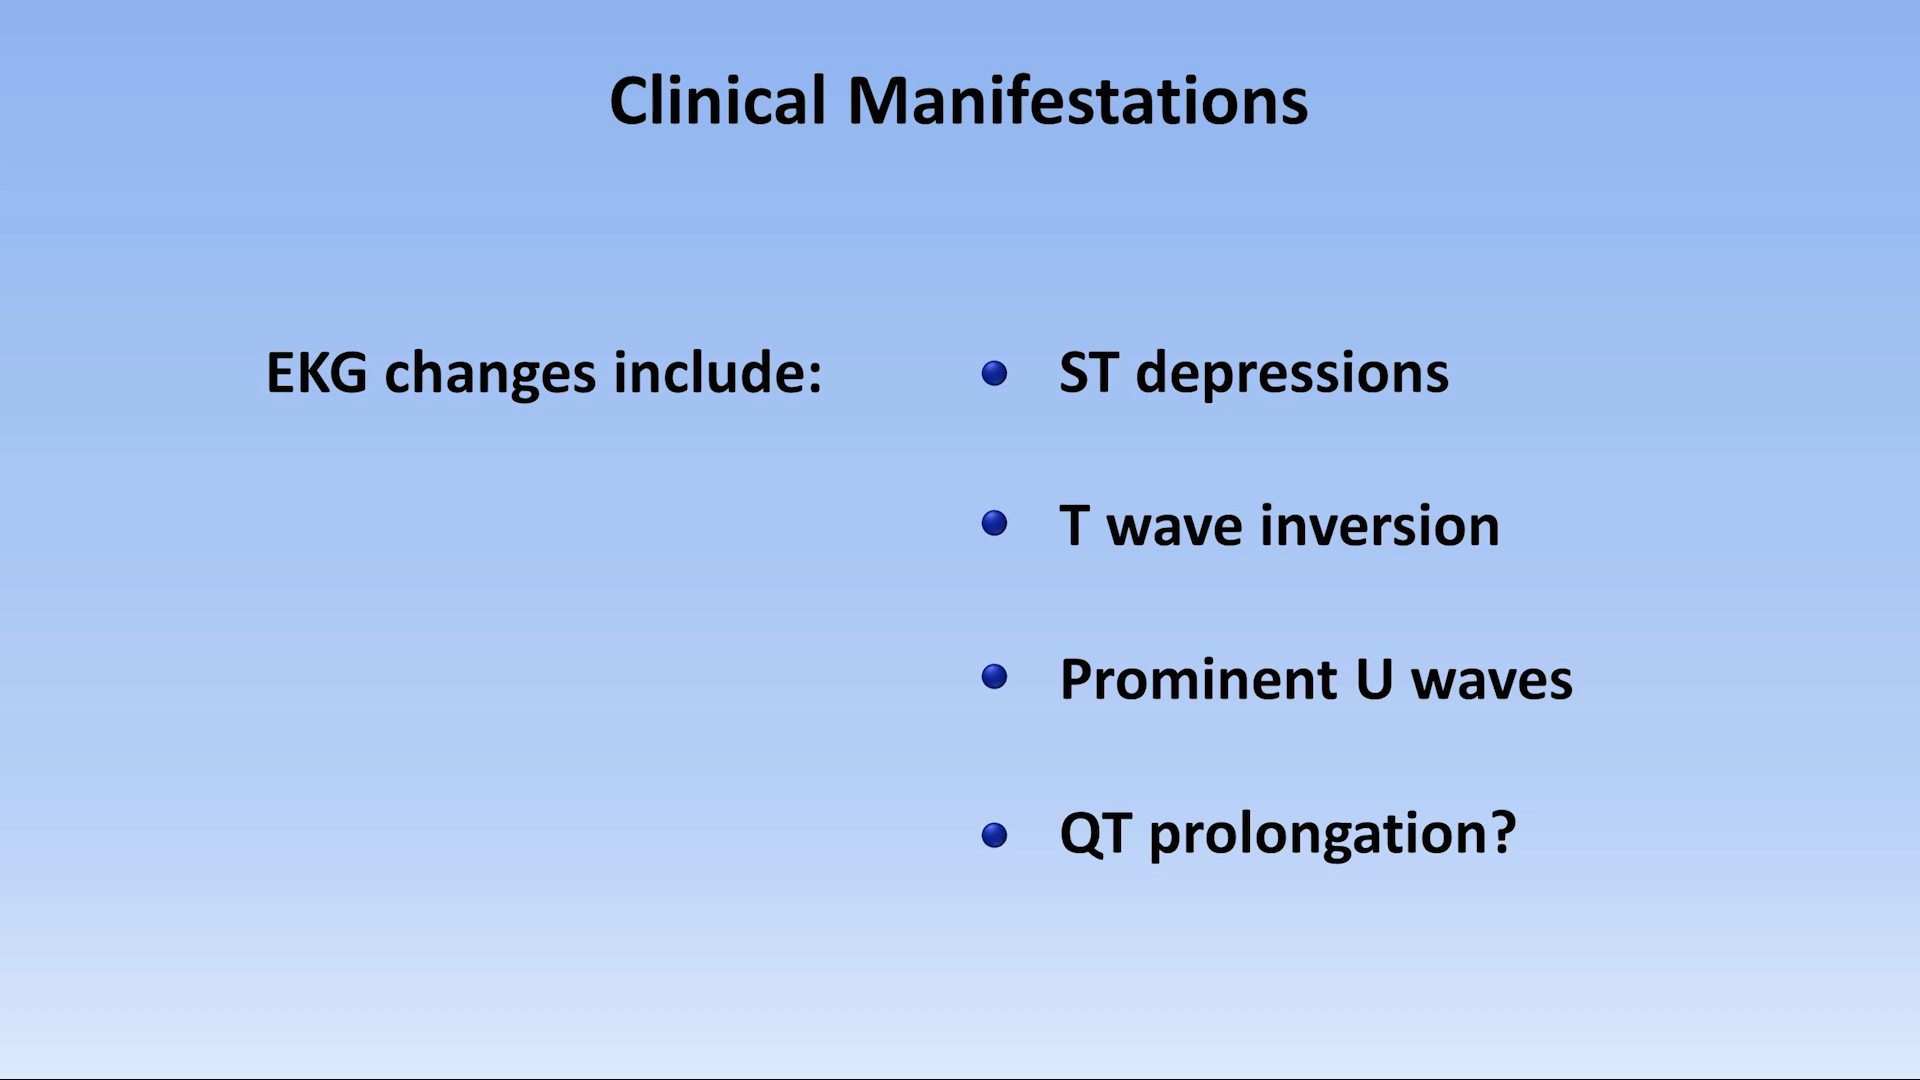 Clinical Manifestations
EKG changes include:
ST depressions
T wave inversion
Prominent U waves
QT prolongation?